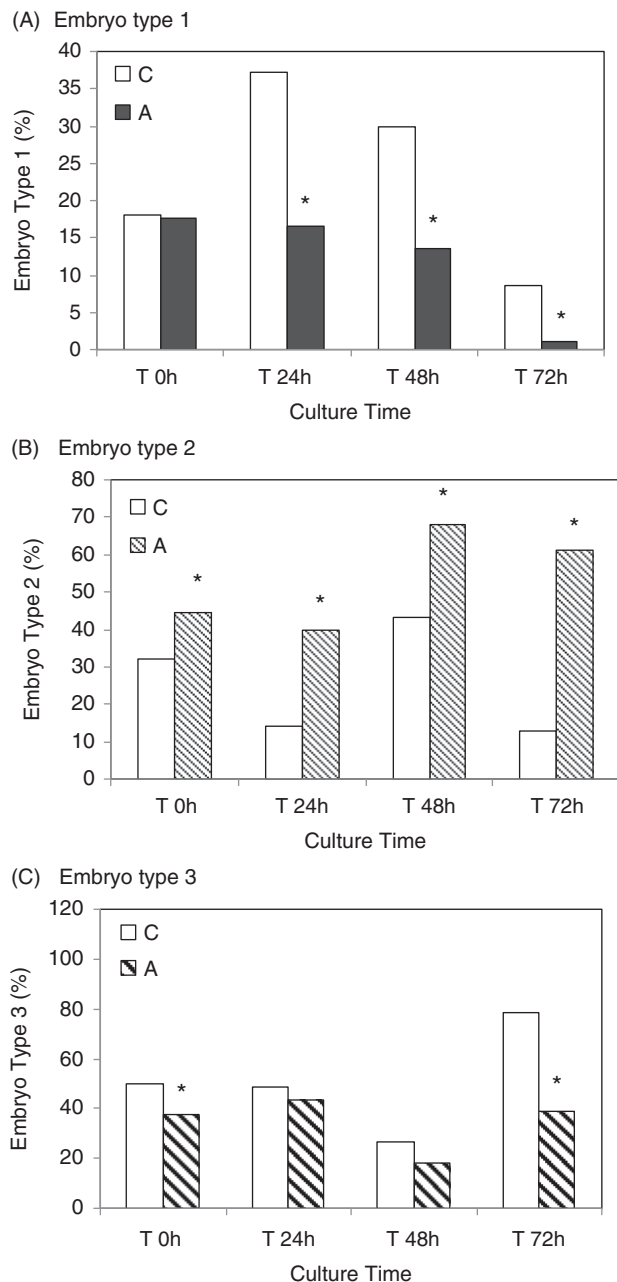 (A) Embryo type 1
40
35
30
25
20
15
10
5
0
Embryo Type 1 (%)
C
A
*
*
*
T 0h T 24h T 48h T 72h
Culture Time
(B) Embryo type 2
80
70
60
50
40
30
20
10
0
Embryo Type 2 (%)
C
A
*
*
*
*
T 0h T 24h T 48h T 72h
Culture Time
(C) Embryo type 3
120
100
80
60
40
20
0
Embryo Type 3 (%)
C
A
*
*
T 0h T 24h T 48h T 72h
Culture Time